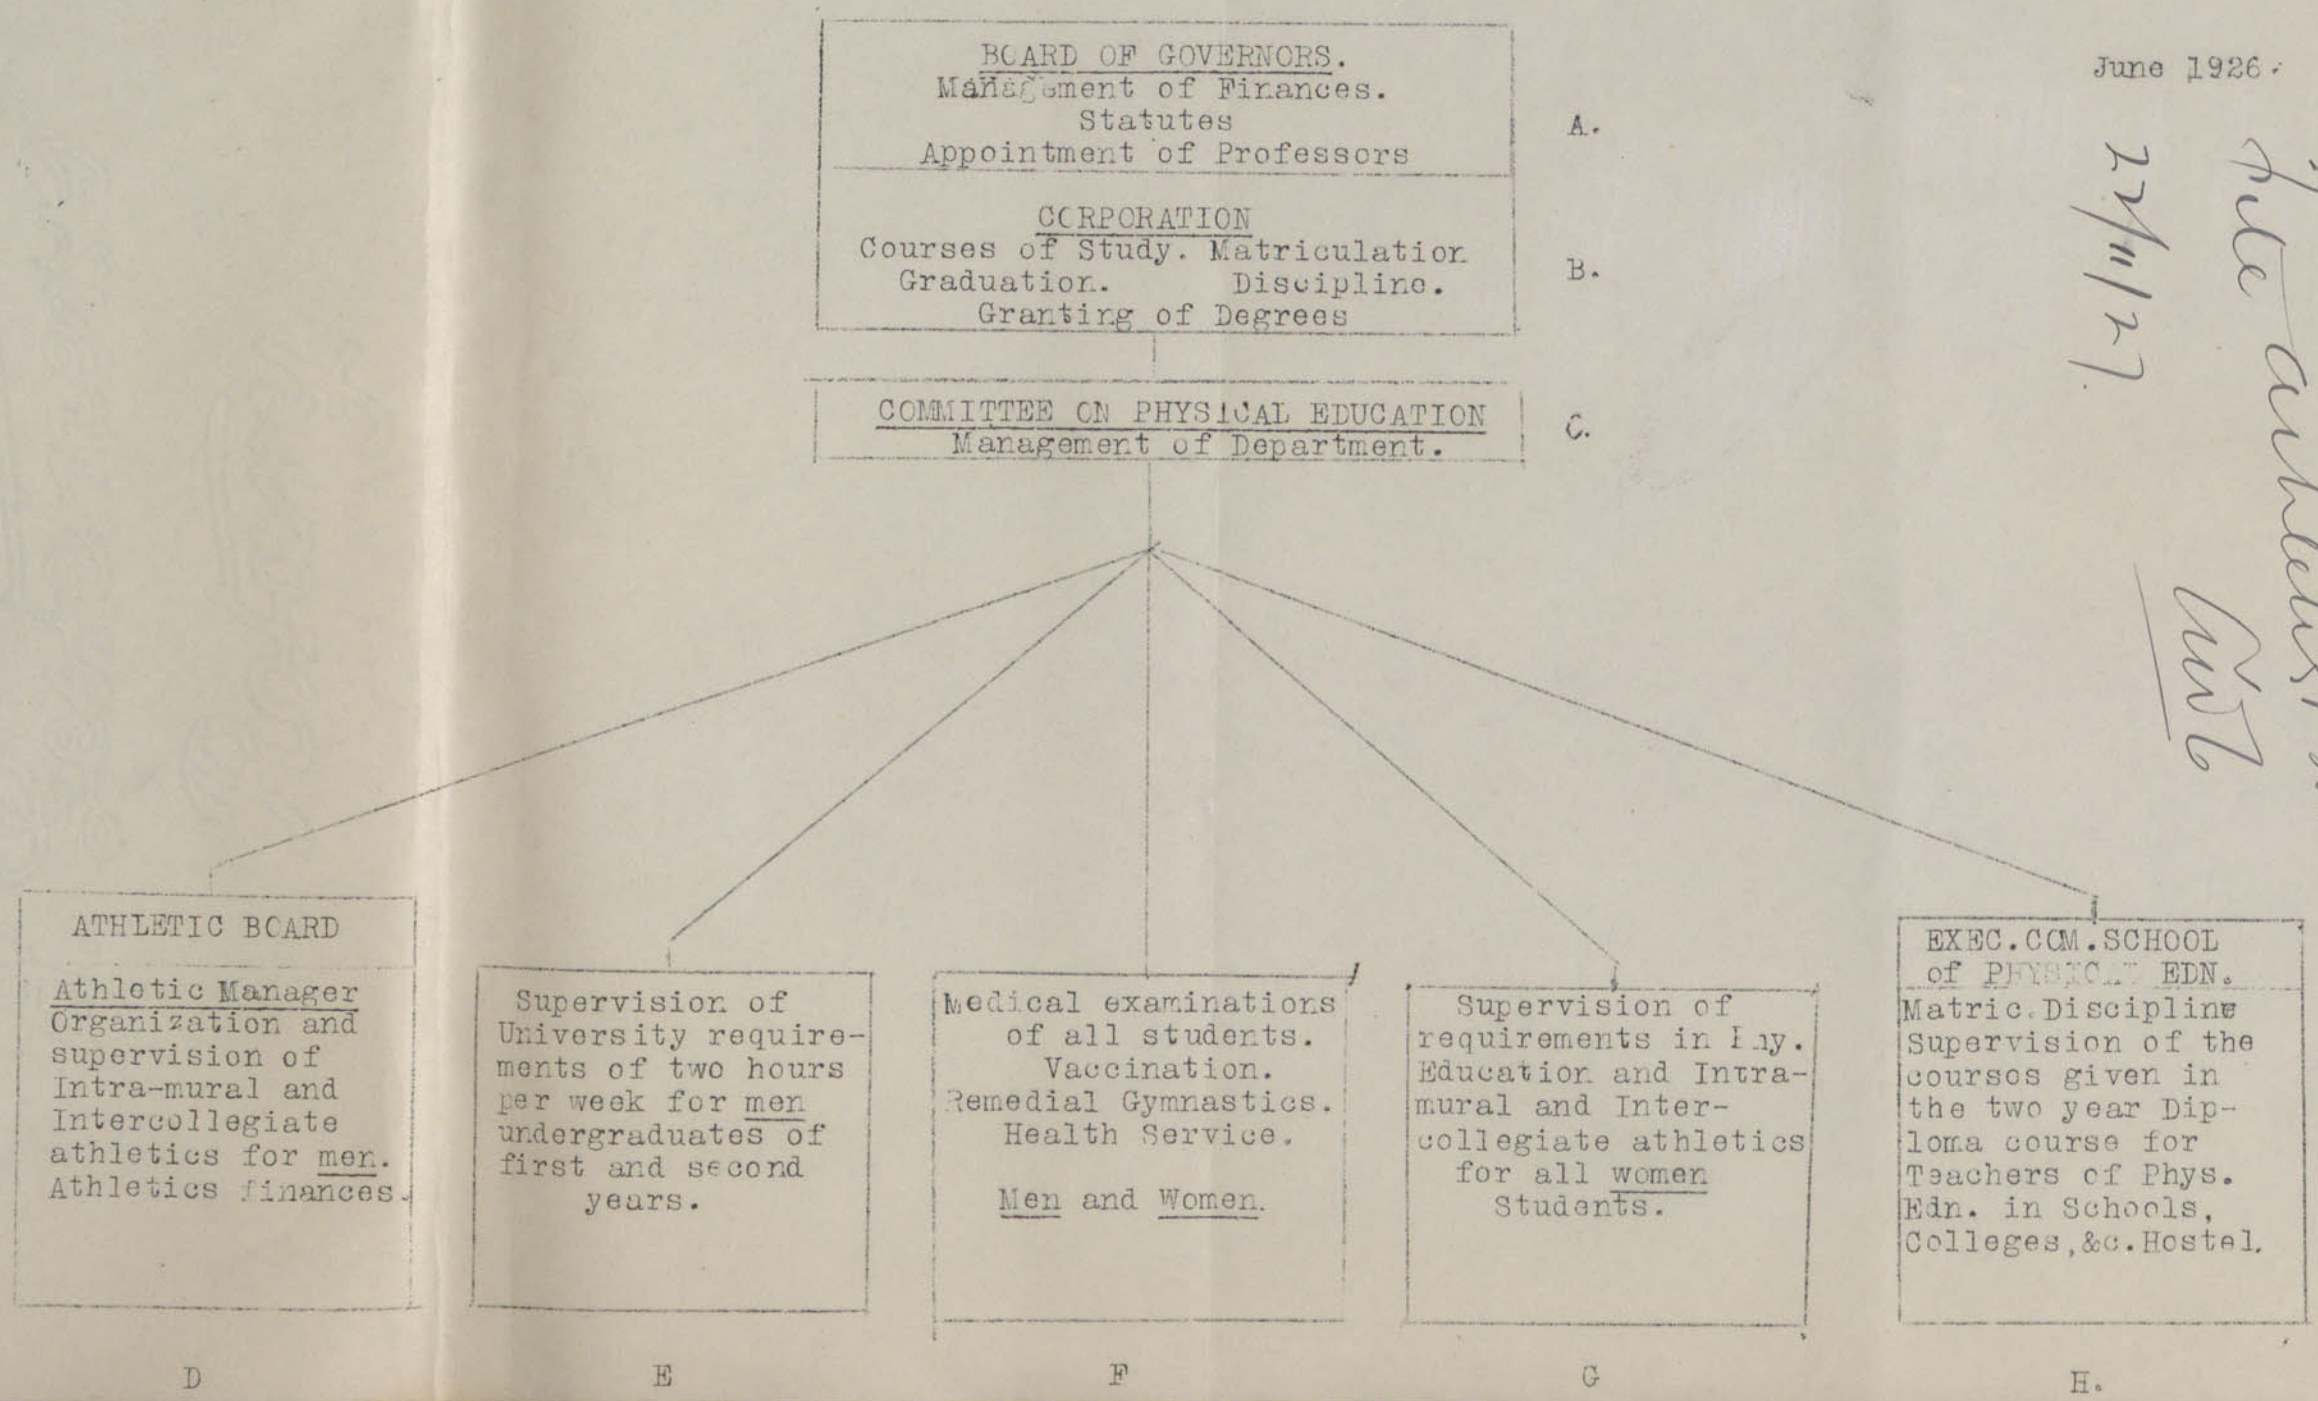 June 1926.
BOARD OF GOVERNORS.
Management of Finances.
Statutes
Appointment of Professors
A.
CORPORATION
Courses of Study. Matriculation
Graduation. Discipline.
Granting of Degrees
B.
COMMITTEE ON PHYSICAL EDUCATION
Management of Department.
C.
ATHLETIC BOARD
Athletic Manager
Organization and
supervision of
Intra-mural and
Intercollegiate
athletics for men.
Athletics finances.
D
Supervision of
University require-
ments of two hours
per week for men
undergraduates of
first and second
years.
E
Medical examinations
of all students.
Vaccination.
Remedial Gymnastics.
Health Service.
Men and Women.
F
Supervision of
requirements in Phy.
Education and Intra-
mural and Inter-
collegiate athletics
for all women
Students.
G
EXEC.COM.SCHOOL
of PHYSICAL EDN.
Matric.Discipline
Supervision of the
courses given in
the two year Dip-
loma course for
Teachers of Phys.
Edn. in Schools,
Colleges,&c.Hostel.
H.
File
27/11/27